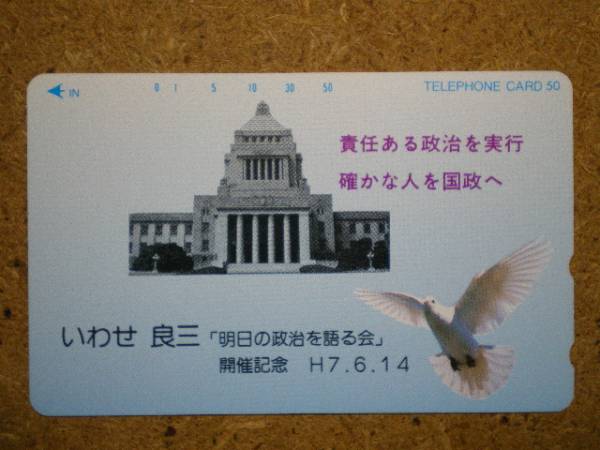 IN 0 1 5 10 30 50 TELEPHONE CARD 50
責任ある政治を実行
確かな人を国政へ
いわせ 良三「明日の政治を語る会」
開催記念 H7.6.14